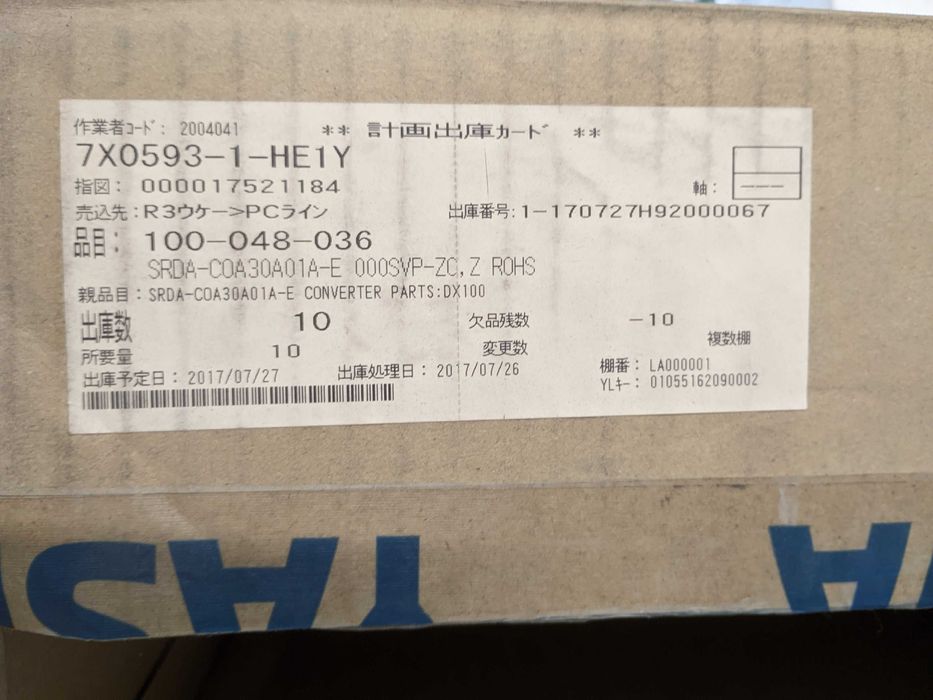 作業者コード: 2004041 ** 計画出庫カード **
7X0593-1-HE1Y
指図: 000017521184 軸: ---
売込先:R3ウケー>PCライン 出庫番号:1-170727H92000067
品目: 100-048-036
SRDA-COA30A01A-E 000SVP-ZC,Z ROHS
親品目:SRDA-COA30A01A-E CONVERTER PARTS:DX100
出庫数 10 欠品残数 -10
複数棚
所要量 10 変更数
棚番: LA000001
出庫予定日: 2017/07/27 出庫処理日: 2017/07/26
YLキー: 01055162090002
YAS
YAS